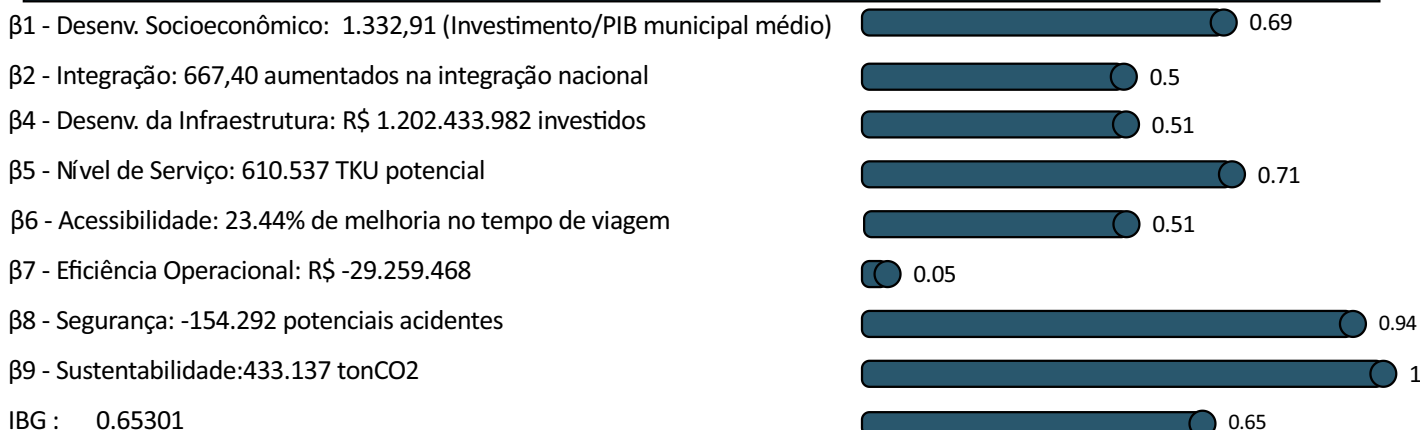 β1 - Desenv. Socioeconômico: 1.332,91 (Investimento/PIB municipal médio) 0.69
β2 - Integração: 667,40 aumentados na integração nacional 0.5
β4 - Desenv. da Infraestrutura: R$ 1.202.433.982 investidos 0.51
β5 - Nível de Serviço: 610.537 TKU potencial 0.71
β6 - Acessibilidade: 23.44% de melhoria no tempo de viagem 0.51
β7 - Eficiência Operacional: R$ -29.259.468 0.05
β8 - Segurança: -154.292 potenciais acidentes 0.94
β9 - Sustentabilidade:433.137 tonCO2 1
IBG : 0.65301 0.65